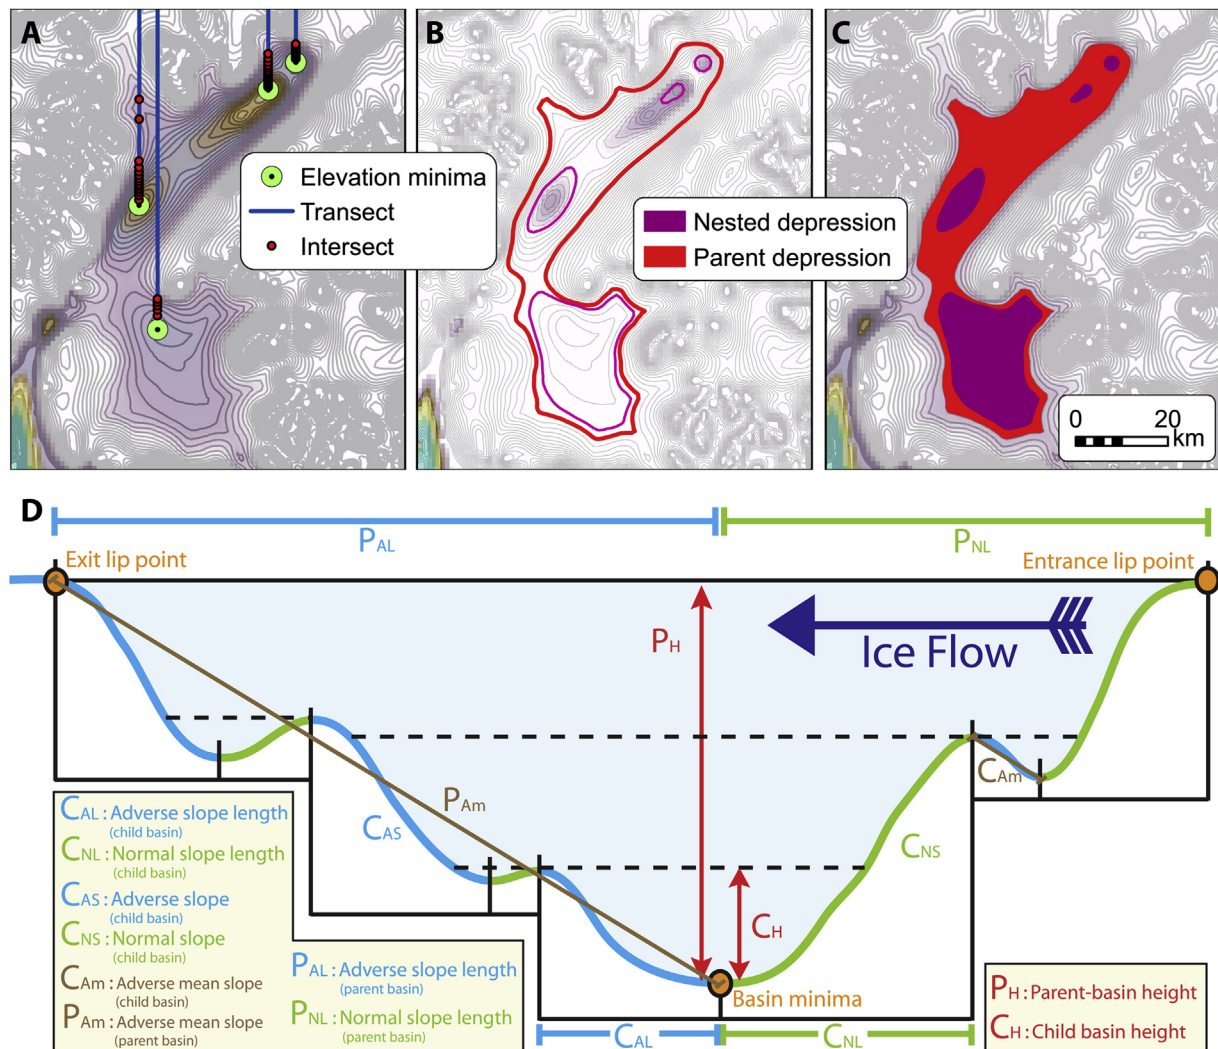 A
B
C
Elevation minima
Transect
Intersect
Nested depression
Parent depression
0 20
km
D
PAL
PNL
Exit lip point
Entrance lip point
PH
Ice Flow
CAm
PAm
CAS
CNS
CH
Basin minima
CAL
CNL
CAL : Adverse slope length
(child basin)
CNL : Normal slope length
(child basin)
CAS : Adverse slope
(child basin)
CNS : Normal slope
(child basin)
CAm : Adverse mean slope
(child basin)
PAm : Adverse mean slope
(parent basin)
PAL : Adverse slope length
(parent basin)
PNL : Normal slope length
(parent basin)
PH : Parent-basin height
CH : Child basin height